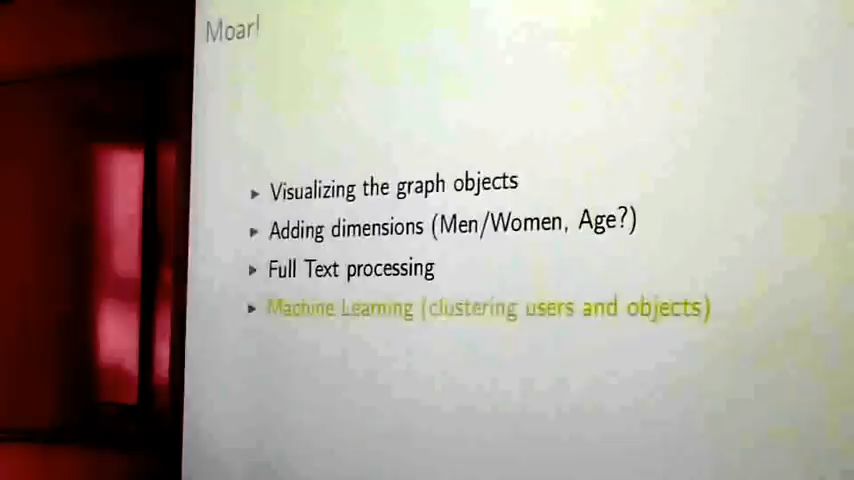 Moar!
Visualizing the graph objects
Adding dimensions (Men/Women, Age?)
Full Text processing
Machine Learning (clustering users and objects)